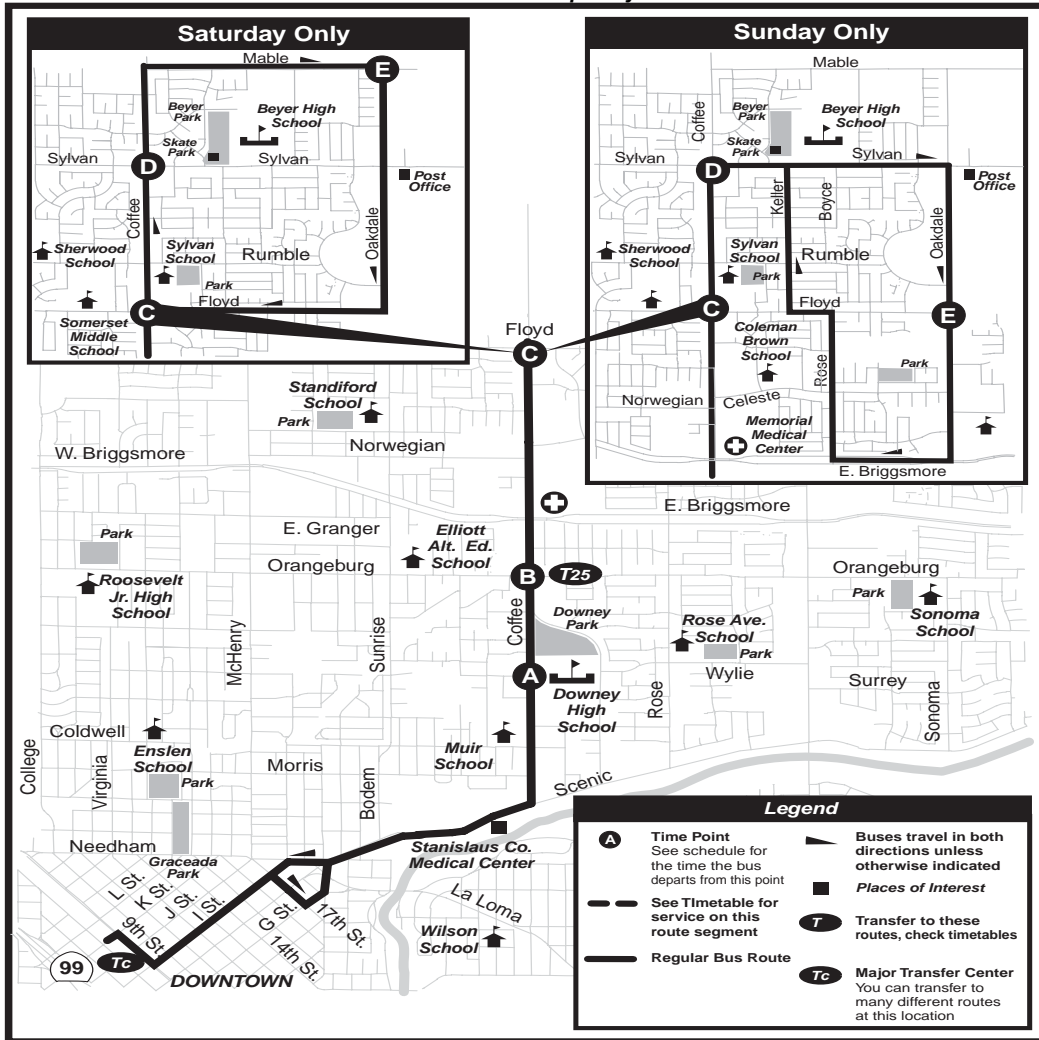 Saturday Only
Mable
E
Beyer
Park
Beyer High
School
Skate
Park
Sylvan
Sylvan
D
Post
Office
Coffee
Oakdale
Sherwood
School
Sylvan
School
Rumble
Park
Floyd
C
Somerset
Middle
School
Sunday Only
Mable
Coffee
Beyer
Park
Beyer High
School
Skate
Park
Sylvan
Sylvan
D
Post
Office
Keller
Boyce
Oakdale
Sherwood
School
Sylvan
School
Rumble
Park
Floyd
C
E
Coleman
Brown
School
Rose
Park
Norwegian
Celeste
Memorial
Medical
Center
E. Briggsmore
Floyd
C
Standiford
School
Park
Norwegian
W. Briggsmore
E. Briggsmore
Park
E. Granger
Elliott
Alt. Ed.
School
Orangeburg
B
T25
Orangeburg
Roosevelt
Jr. High
School
Park
Sonoma
School
McHenry
Sunrise
Coffee
Downey
Park
Rose Ave.
School
Park
Wylie
A
Downey
High
School
Rose
Surrey
Sonoma
Coldwell
Enslen
School
Park
College
Virginia
Morris
Bodem
Muir
School
Scenic
Needham
Graceada
Park
Stanislaus Co.
Medical Center
L St.
K St.
J St.
I St.
9th St.
G St.
17th St.
14th St.
La Loma
Wilson
School
99
Tc
DOWNTOWN
Legend
A
Time Point
See schedule for
the time the bus
departs from this point
See TImetable for
service on this
route segment
Regular Bus Route
Buses travel in both
directions unless
otherwise indicated
Places of Interest
T
Transfer to these
routes, check timetables
Tc
Major Transfer Center
You can transfer to
many different routes
at this location